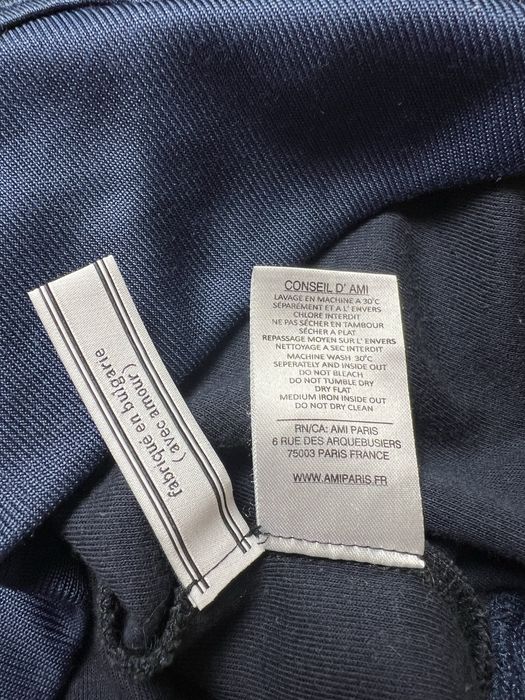 fabriqué en bulgarie
( avec amour )
CONSEIL D' AMI
LAVAGE EN MACHINE A 30°C
SÉPARÉMENT ET A L' ENVERS
CHLORE INTERDIT
NE PAS SÉCHER EN TAMBOUR
SÉCHER A PLAT
REPASSAGE MOYEN SUR L' ENVERS
NETTOYAGE A SEC INTERDIT
MACHINE WASH 30°C
SEPERATELY AND INSIDE OUT
DO NOT BLEACH
DO NOT TUMBLE DRY
DRY FLAT
MEDIUM IRON INSIDE OUT
DO NOT DRY CLEAN
RN/CA: AMI PARIS
6 RUE DES ARQUEBUSIERS
75003 PARIS FRANCE
WWW.AMIPARIS.FR